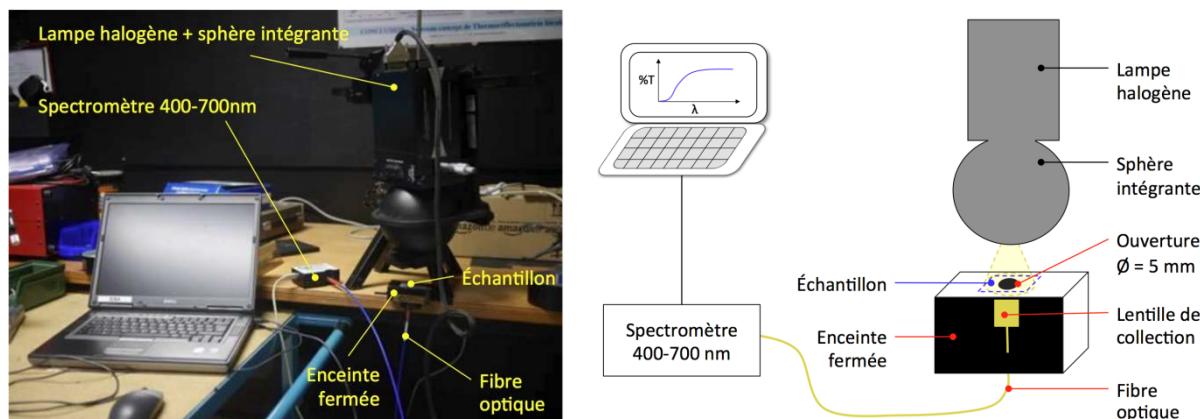 CONCLUSION
Lampe halogène + sphère intégrante
Spectromètre 400-700nm
Échantillon
Enceinte
fermée
Fibre
optique
%T
λ
Lampe
halogène
Sphère
intégrante
Ouverture
Ø = 5 mm
Échantillon
Lentille de
collection
Enceinte
fermée
Spectromètre
400-700 nm
Fibre
optique